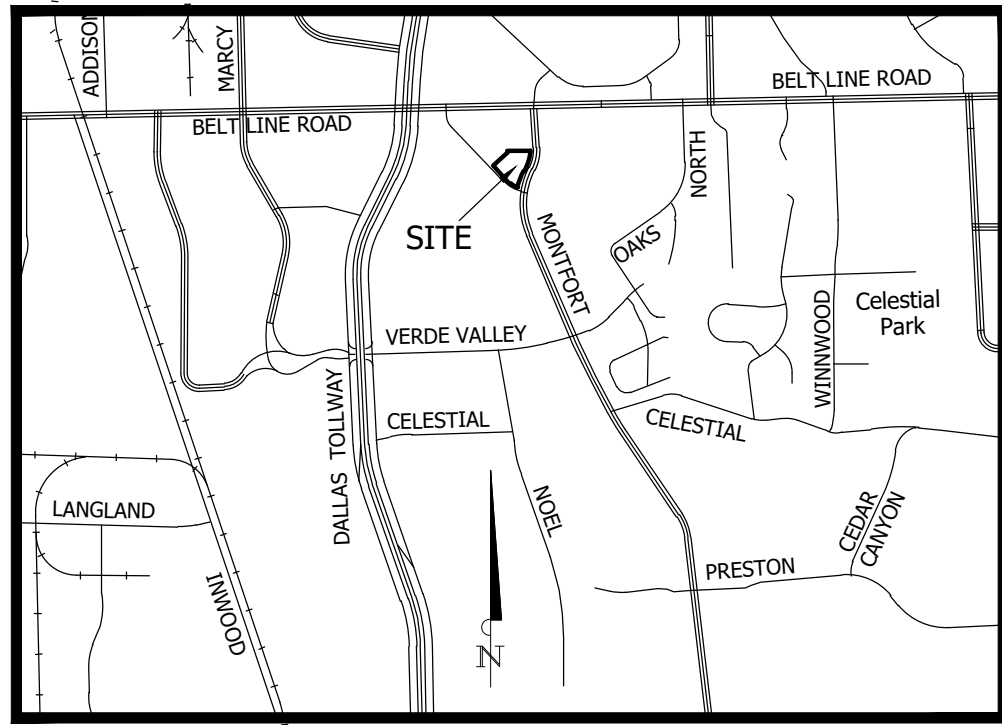 ADDISON
MARCY
BELT LINE ROAD
BELT LINE ROAD
NORTH
SITE
MONTFORT
OAKS
Celestial
Park
WINNWOOD
VERDE VALLEY
DALLAS TOLLWAY
CELESTIAL
CELESTIAL
LANGLAND
NOEL
CEDAR
CANYON
PRESTON
INWOOD
N